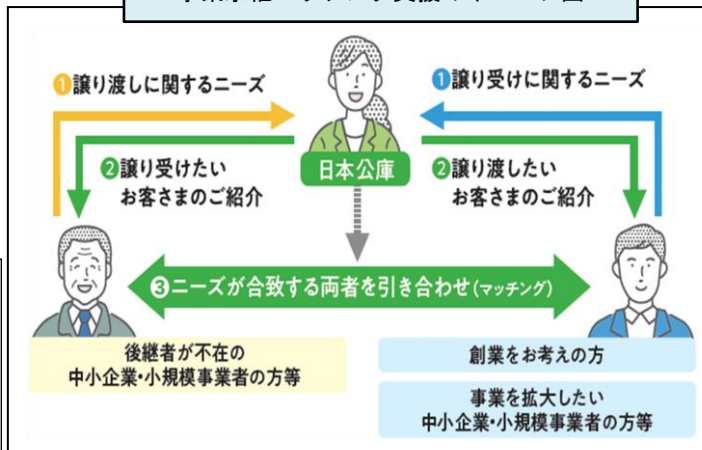 ❶譲り渡しに関するニーズ
❶譲り受けに関するニーズ
❷譲り受けたい
お客さまのご紹介
日本公庫
❷譲り渡したい
お客さまのご紹介
❸ニーズが合致する両者を引き合わせ(マッチング)
後継者が不在の
中小企業・小規模事業者の方等
創業をお考えの方
事業を拡大したい
中小企業・小規模事業者の方等